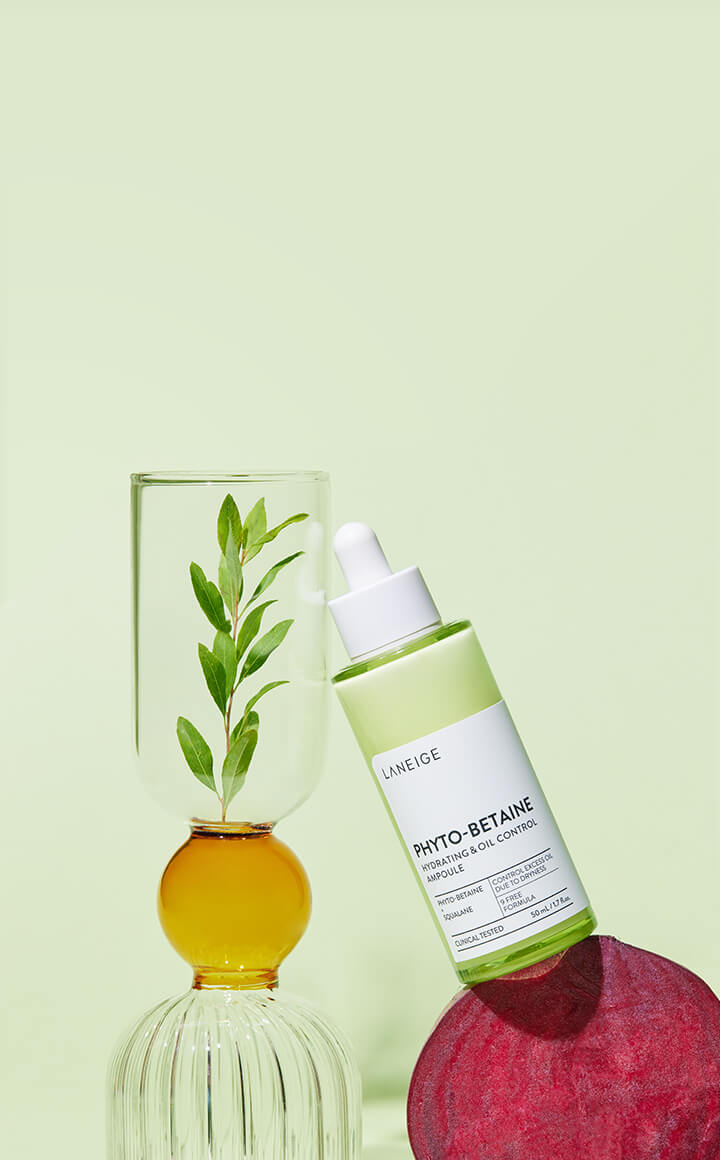 LANEIGE
PHYTO-BETAINE
HYDRATING & OIL CONTROL
AMPOULE
PHYTO-BETAINE
+
SQUALANE
CONTROL EXCESS OIL
DUE TO DRYNESS
9 FREE
FORMULA
CLINICAL TESTED
50 mL / 1.7 fl.oz.